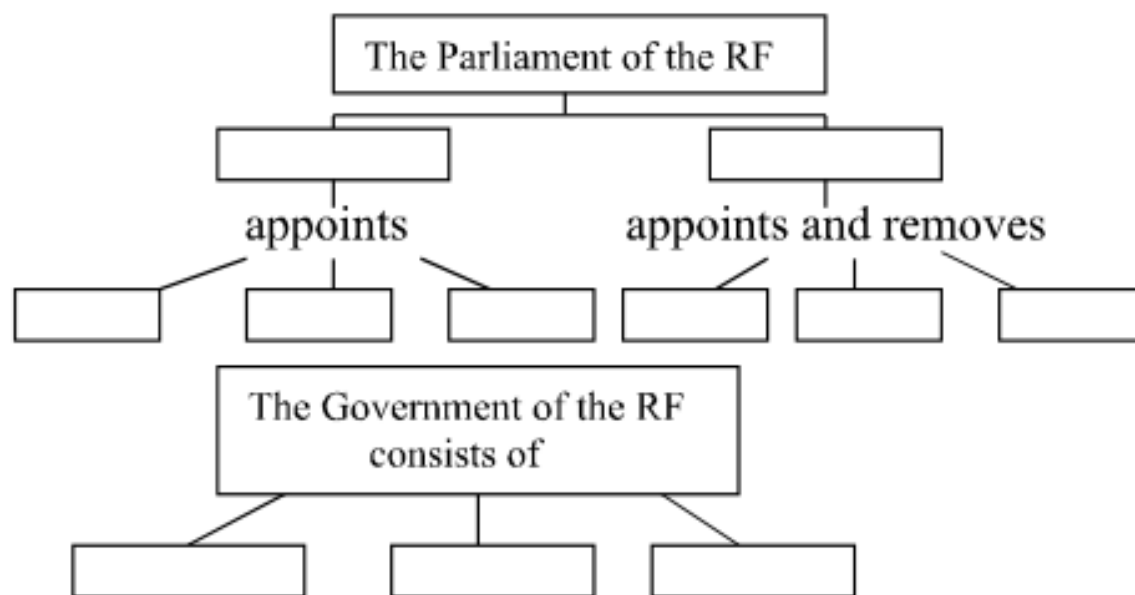 The Parliament of the RF
appoints
appoints and removes
The Government of the RF
consists of